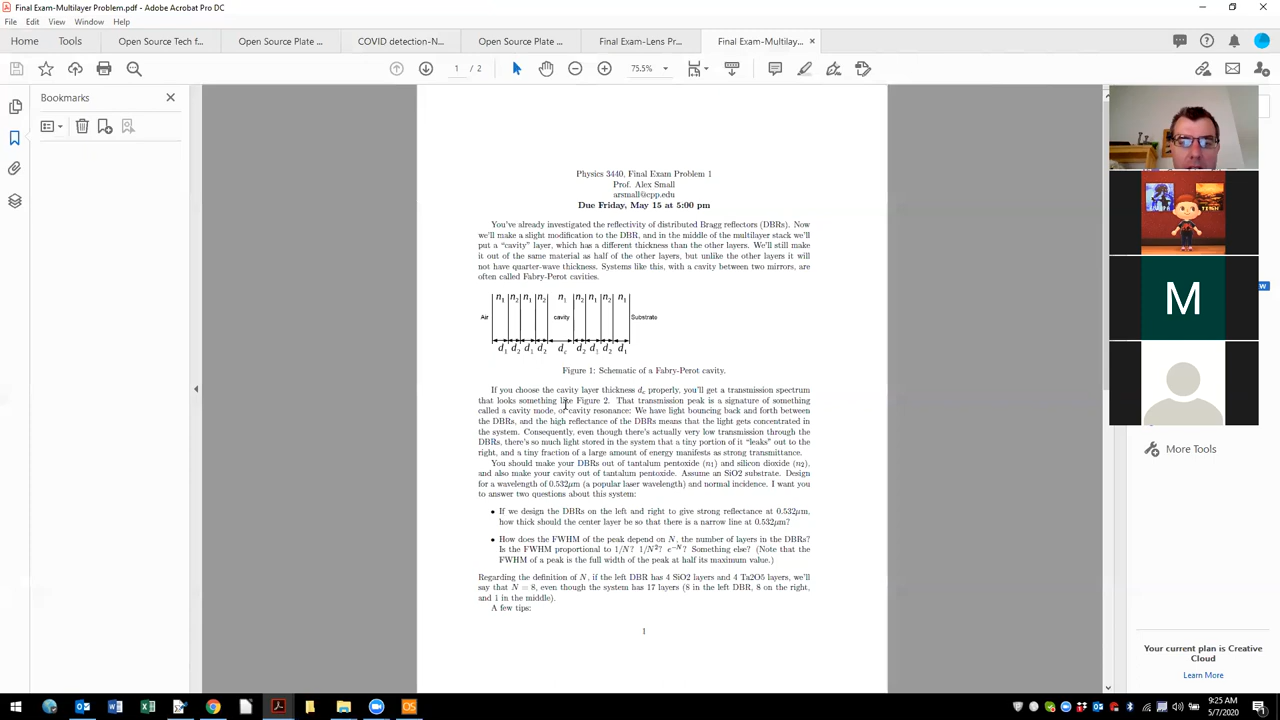 Final Exam-Multilayer Problem.pdf - Adobe Acrobat Pro DC
File Edit View Window Help
Home Tools Open Source Tech f... Open Source Plate ... COVID detection-N... Open Source Plate ... Final Exam-Lens Pr... Final Exam-Multilay... ×
1 / 2 75.5%
Bookmarks
Physics 3440, Final Exam Problem 1
Prof. Alex Small
arsmall@cpp.edu
Due Friday, May 15 at 5:00 pm
You've already investigated the reflectivity of distributed Bragg reflectors (DBRs). Now
we'll make a slight modification to the DBR, and in the middle of the multilayer stack we'll
put a "cavity" layer, which has a different thickness than the other layers. We'll still make
it out of the same material as half of the other layers, but unlike the other layers it will
not have quarter-wave thickness. Systems like this, with a cavity between two mirrors, are
often called Fabry-Perot cavities.
n₁ n₂ n₁ n₂ n₁ n₂ n₁ n₂ n₁
Air cavity Substrate
d₁ d₂ d₁ d₂ d_c d₂ d₁ d₂ d₁
Figure 1: Schematic of a Fabry-Perot cavity.
If you choose the cavity layer thickness d_c properly, you'll get a transmission spectrum
that looks something like Figure 2. That transmission peak is a signature of something
called a cavity mode, or cavity resonance: We have light bouncing back and forth between
the DBRs, and the high reflectance of the DBRs means that the light gets concentrated in
the system. Consequently, even though there's actually very low transmission through the
DBRs, there's so much light stored in the system that a tiny portion of it "leaks" out to the
right, and a tiny fraction of a large amount of energy manifests as strong transmittance.
You should make your DBRs out of tantalum pentoxide (n₁) and silicon dioxide (n₂),
and also make your cavity out of tantalum pentoxide. Assume an SiO2 substrate. Design
for a wavelength of 0.532μm (a popular laser wavelength) and normal incidence. I want you
to answer two questions about this system:
• If we design the DBRs on the left and right to give strong reflectance at 0.532μm,
how thick should the center layer be so that there is a narrow line at 0.532μm?
• How does the FWHM of the peak depend on N, the number of layers in the DBRs?
Is the FWHM proportional to 1/N? 1/N²? e⁻ᴺ? Something else? (Note that the
FWHM of a peak is the full width of the peak at half its maximum value.)
Regarding the definition of N, if the left DBR has 4 SiO2 layers and 4 Ta2O5 layers, we'll
say that N = 8, even though the system has 17 layers (8 in the left DBR, 8 on the right,
and 1 in the middle).
A few tips:
1
M
W
More Tools
Your current plan is Creative
Cloud
Learn More
9:25 AM
5/7/2020